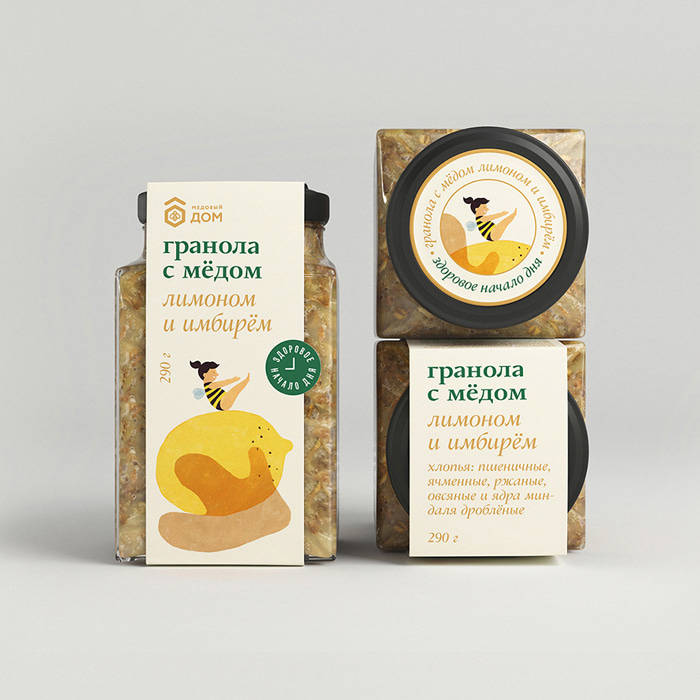 МЕДОВЫЙ
ДОМ
гранола
с мёдом
лимоном
и имбирём
290 г
ЗДОРОВОЕ
НАЧАЛО ДНЯ
гранола с мёдом лимоном и имбирём
здоровое начало дня
гранола
с мёдом
лимоном
и имбирём
хлопья: пшеничные,
ячменные, ржаные,
овсяные и ядра мин-
даля дроблёные
290 г